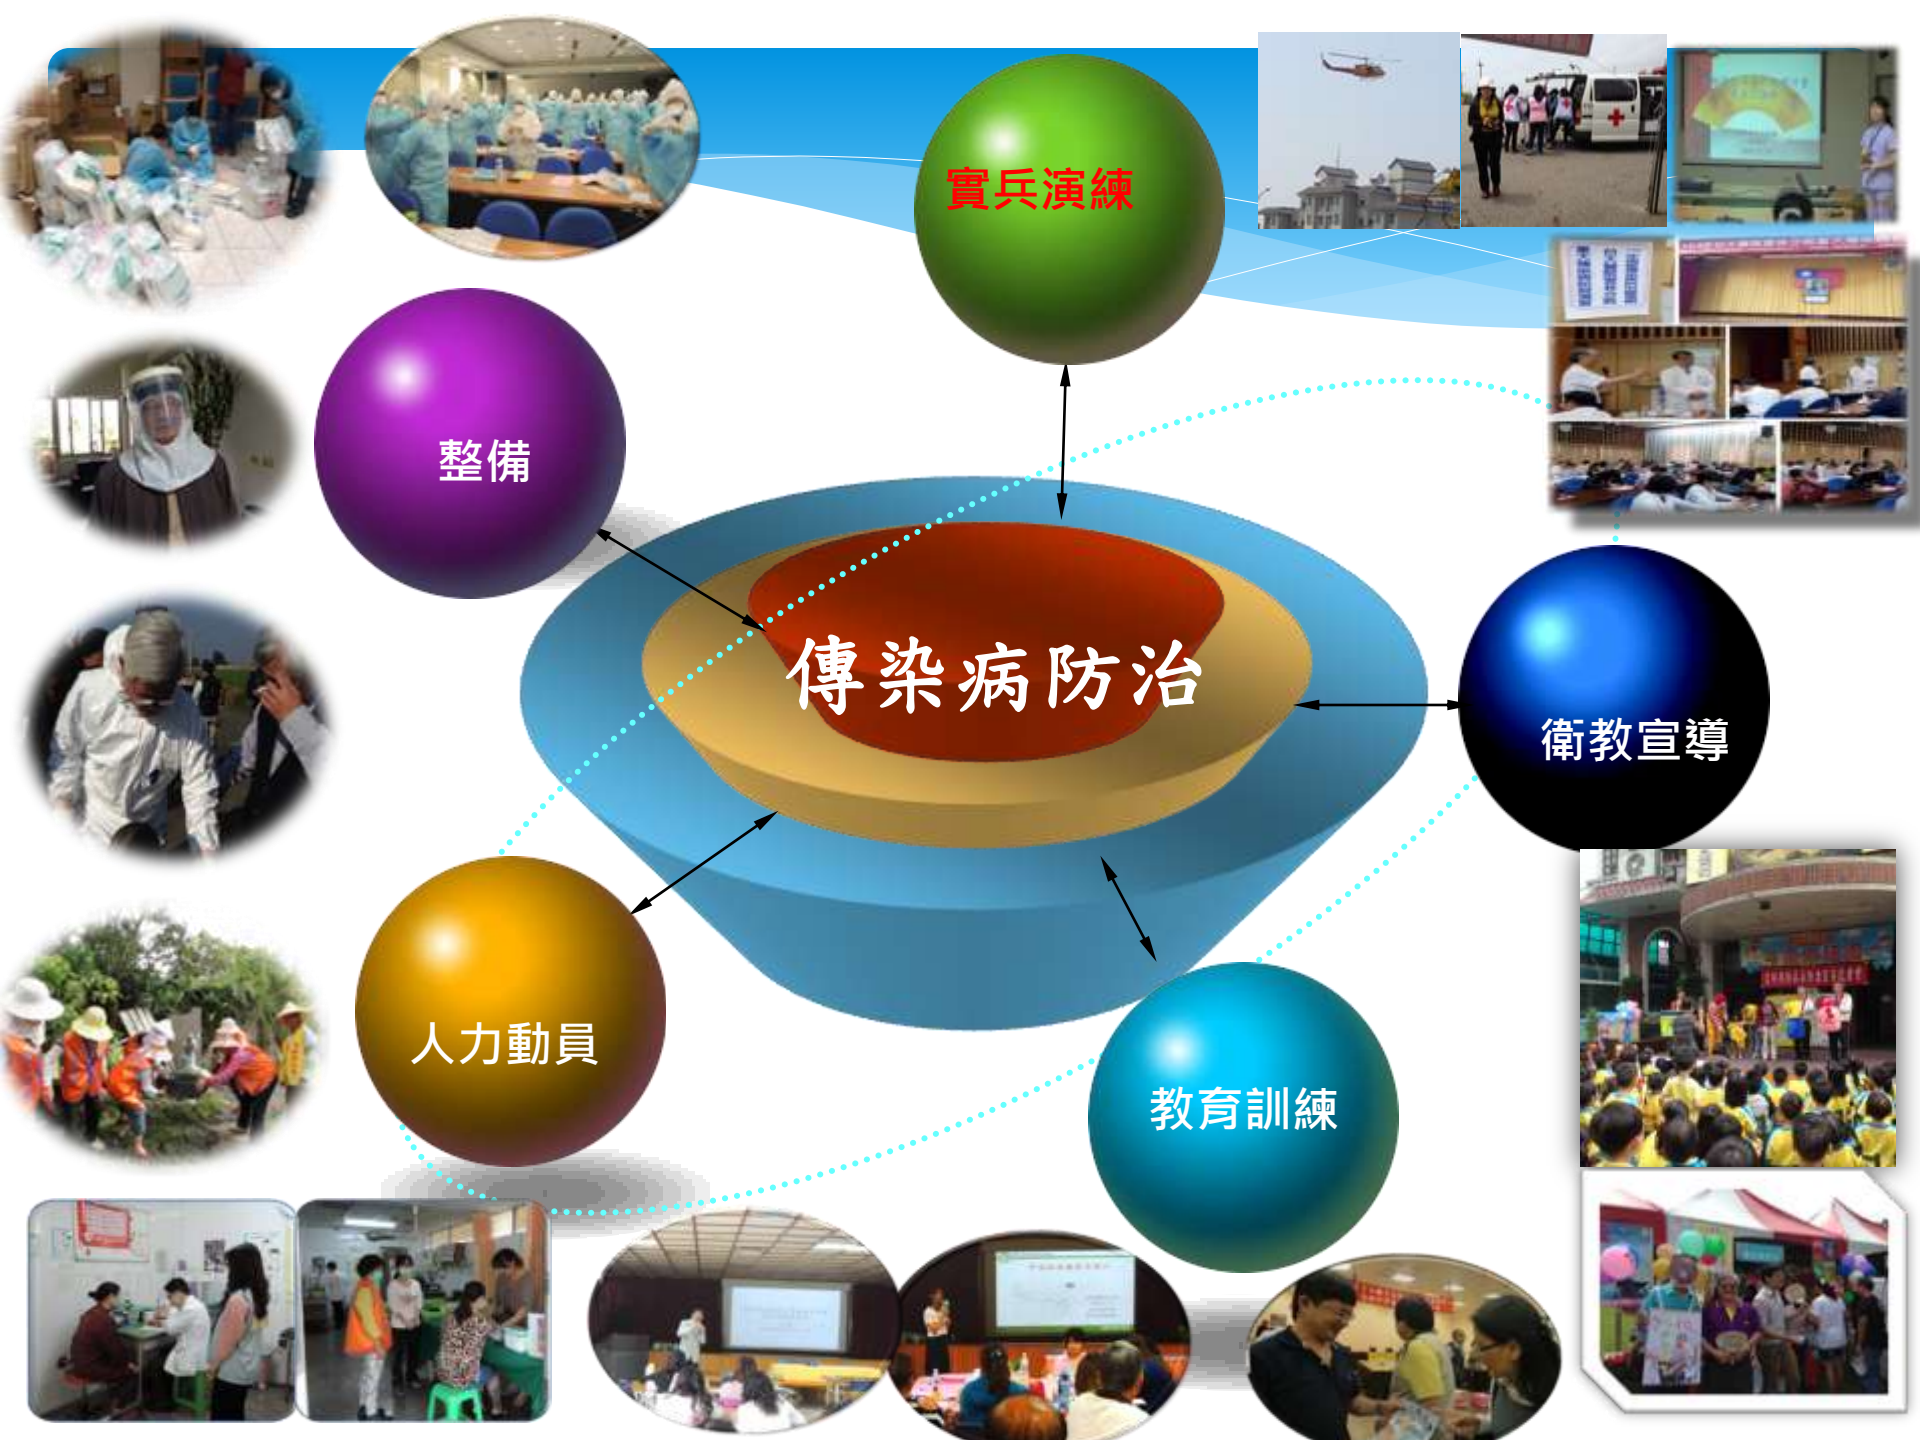 實兵演練
整備
傳染病防治
衛教宣導
人力動員
教育訓練